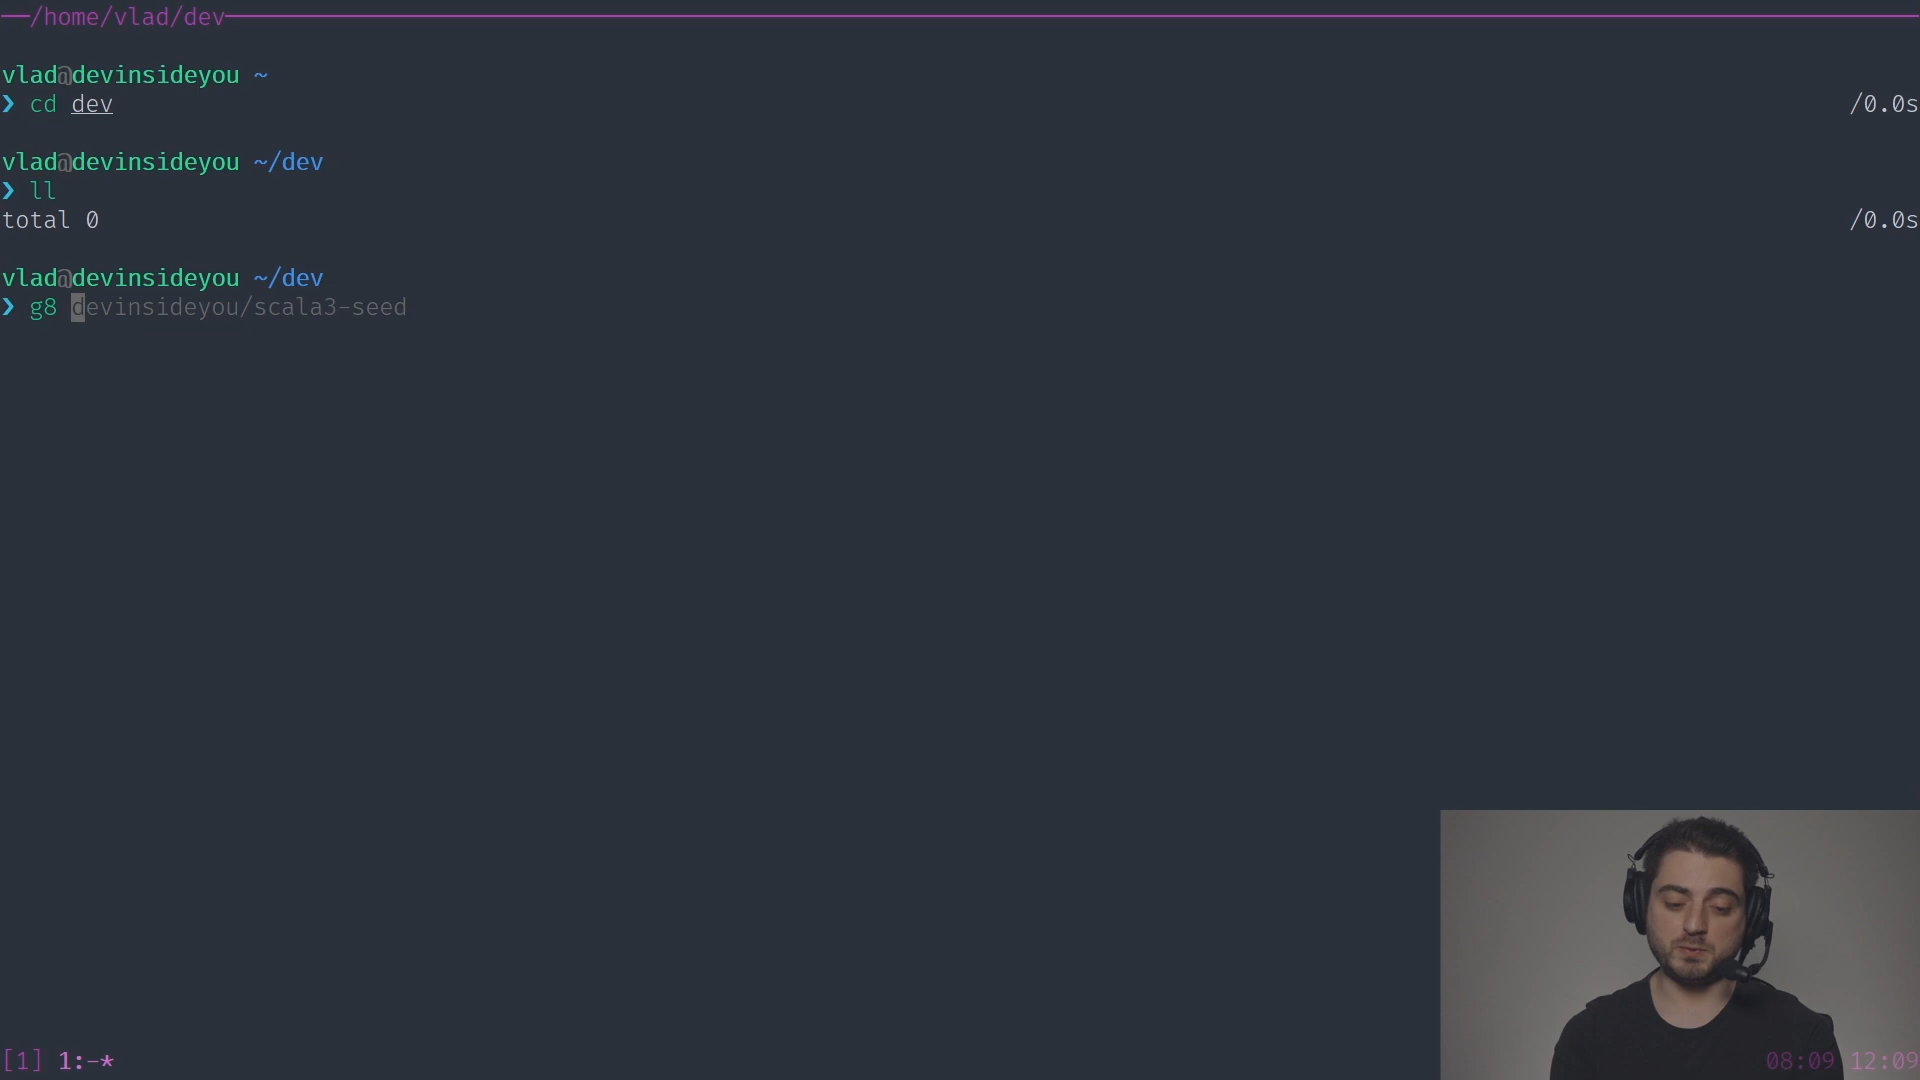 /home/vlad/dev
vlad@devinsideyou ~
❯ cd dev /0.0s
vlad@devinsideyou ~/dev
❯ ll
total 0 /0.0s
vlad@devinsideyou ~/dev
❯ g8 devinsideyou/scala3-seed
[1] 1:-* 08:09 12:09